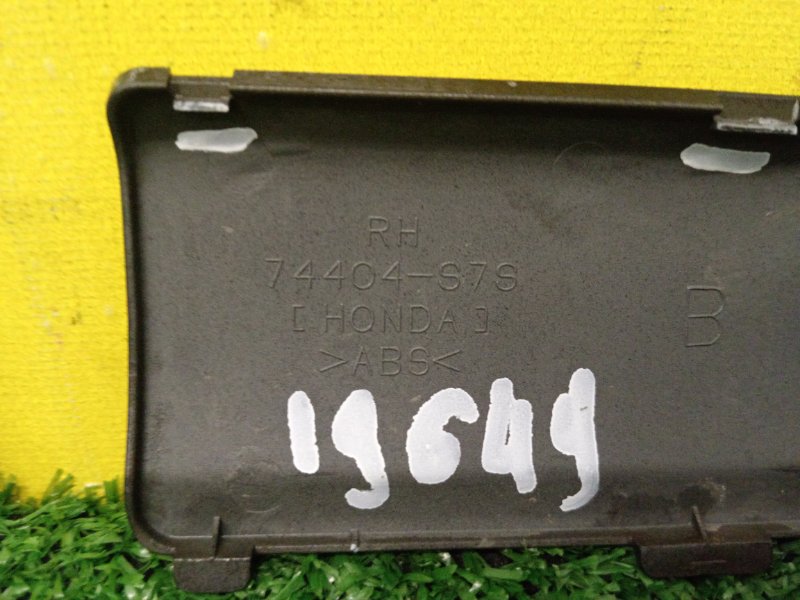 RH
74404-S7S
[HONDA]
B
>ABS<
19649